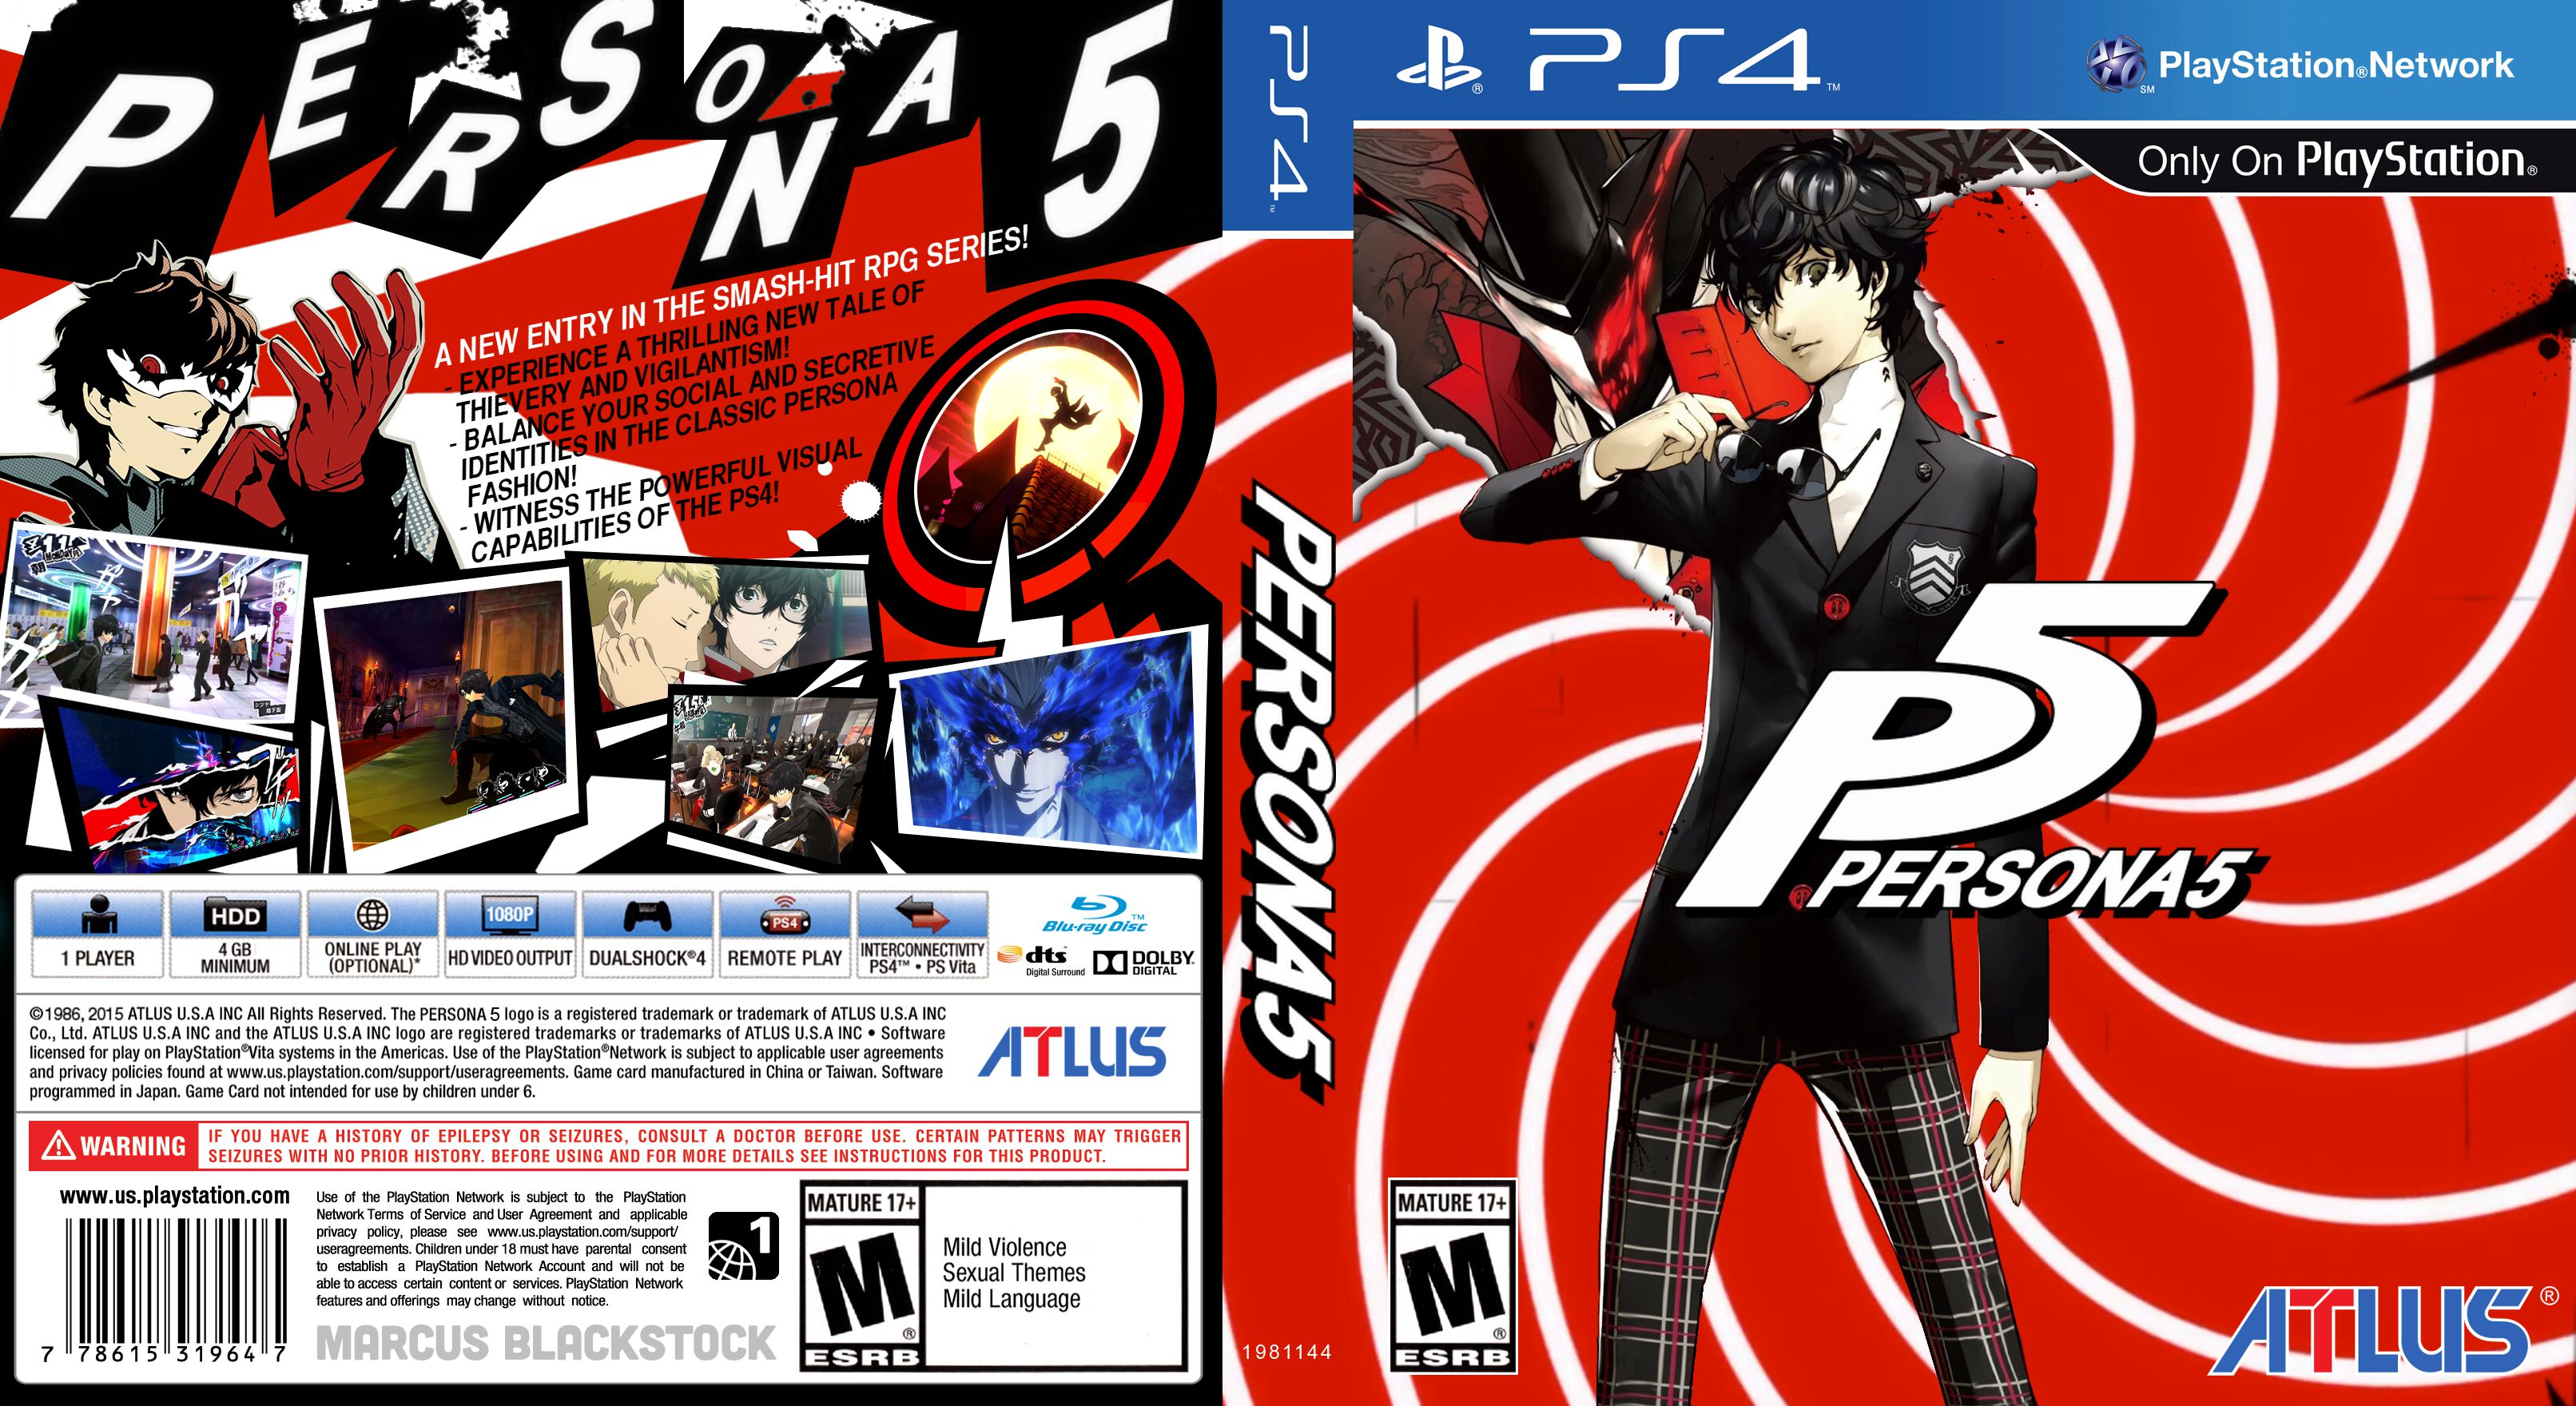 PERSONA 5
A NEW ENTRY IN THE SMASH-HIT RPG SERIES!
- EXPERIENCE A THRILLING NEW TALE OF
THIEVERY AND VIGILANTISM!
- BALANCE YOUR SOCIAL AND SECRETIVE
IDENTITIES IN THE CLASSIC PERSONA
FASHION!
- WITNESS THE POWERFUL VISUAL
CAPABILITIES OF THE PS4!
1 PLAYER
HDD
4 GB
MINIMUM
ONLINE PLAY
(OPTIONAL)*
1080P
HD VIDEO OUTPUT
DUALSHOCK®4
PS4
REMOTE PLAY
INTERCONNECTIVITY
PS4™ • PS Vita
Blu-ray Disc™
dts™
Digital Surround
DOLBY®
DIGITAL
©1986, 2015 ATLUS U.S.A INC All Rights Reserved. The PERSONA 5 logo is a registered trademark or trademark of ATLUS U.S.A INC
Co., Ltd. ATLUS U.S.A INC and the ATLUS U.S.A INC logo are registered trademarks or trademarks of ATLUS U.S.A INC • Software
licensed for play on PlayStation®Vita systems in the Americas. Use of the PlayStation®Network is subject to applicable user agreements
and privacy policies found at www.us.playstation.com/support/useragreements. Game card manufactured in China or Taiwan. Software
programmed in Japan. Game Card not intended for use by children under 6.
ATLUS
WARNING
IF YOU HAVE A HISTORY OF EPILEPSY OR SEIZURES, CONSULT A DOCTOR BEFORE USE. CERTAIN PATTERNS MAY TRIGGER
SEIZURES WITH NO PRIOR HISTORY. BEFORE USING AND FOR MORE DETAILS SEE INSTRUCTIONS FOR THIS PRODUCT.
www.us.playstation.com
7 78615 31964 7
Use of the PlayStation Network is subject to the PlayStation
Network Terms of Service and User Agreement and applicable
privacy policy, please see www.us.playstation.com/support/
useragreements. Children under 18 must have parental consent
to establish a PlayStation Network Account and will not be
able to access certain content or services. PlayStation Network
features and offerings may change without notice.
1
MARCUS BLACKSTOCK
MATURE 17+
M®
ESRB
Mild Violence
Sexual Themes
Mild Language
PS4™
PERSONA5
1981144
PS4™
PlayStation®Network
SM
Only On PlayStation®
P5
PERSONA5
MATURE 17+
M®
ESRB
ATLUS®